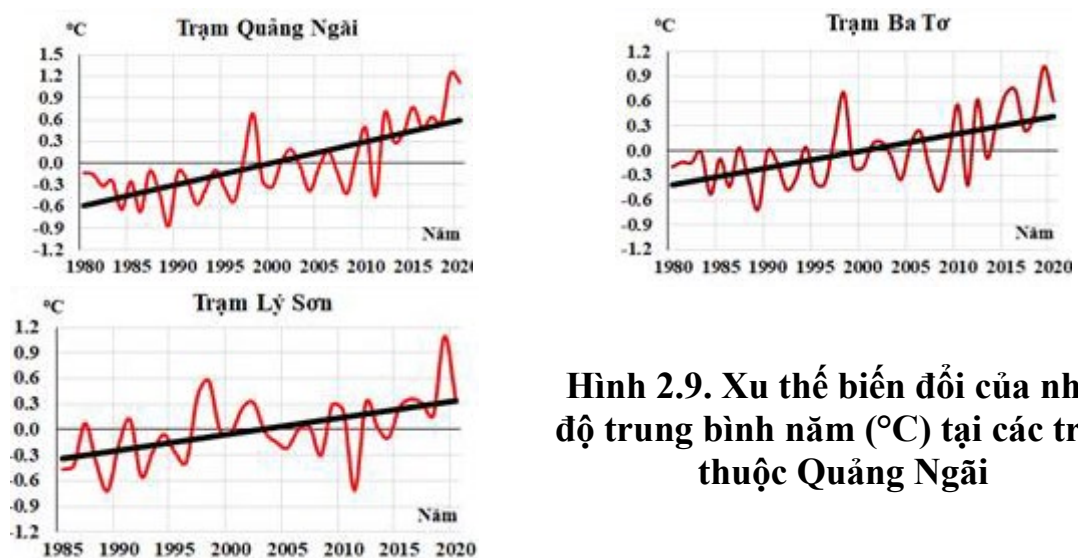 °C Trạm Quảng Ngãi
1.5
1.2
0.9
0.6
0.3
0.0
-0.3
-0.6
-0.9
-1.2
Năm
1980 1985 1990 1995 2000 2005 2010 2015 2020
°C Trạm Ba Tơ
1.2
0.9
0.6
0.3
0.0
-0.3
-0.6
-0.9
-1.2
Năm
1980 1985 1990 1995 2000 2005 2010 2015 2020
°C Trạm Lý Sơn
1.2
0.9
0.6
0.3
0.0
-0.3
-0.6
-0.9
-1.2
Năm
1985 1990 1995 2000 2005 2010 2015 2020
Hình 2.9. Xu thế biến đổi của nh
độ trung bình năm (°C) tại các tr
thuộc Quảng Ngãi